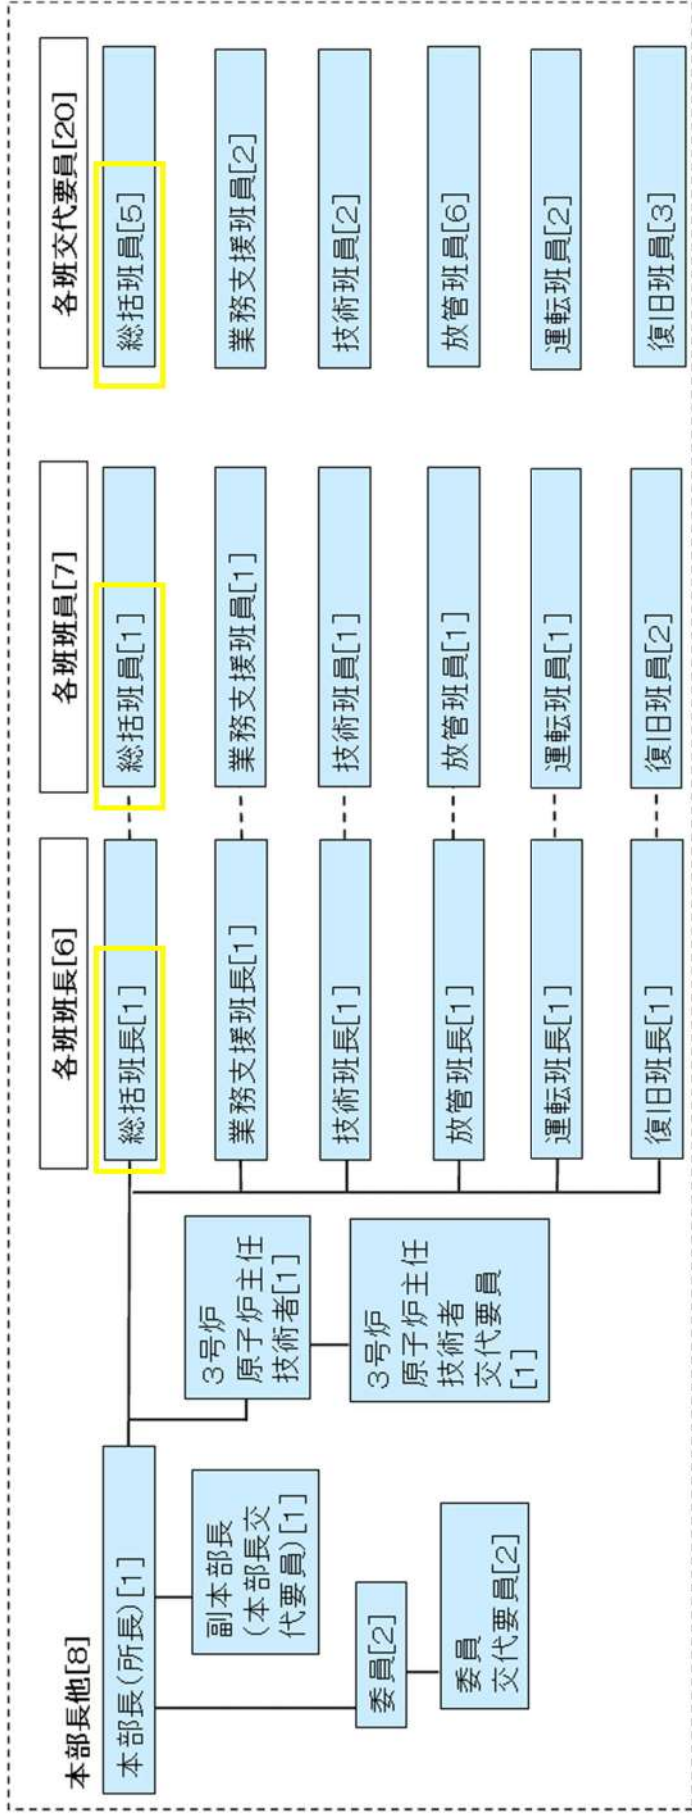 本部長他[8]
本部長(所長)[1]
副本部長
(本部長交
代要員)[1]
委員[2]
委員
交代要員[2]
3号炉
原子炉主任
技術者[1]
3号炉
原子炉主任
技術者
交代要員
[1]
各班班長[6]
総括班長[1]
業務支援班長[1]
技術班長[1]
放管班長[1]
運転班長[1]
復旧班長[1]
各班班員[7]
総括班員[1]
業務支援班員[1]
技術班員[1]
放管班員[1]
運転班員[1]
復旧班員[2]
各班交代要員[20]
総括班員[5]
業務支援班員[2]
技術班員[2]
放管班員[6]
運転班員[2]
復旧班員[3]